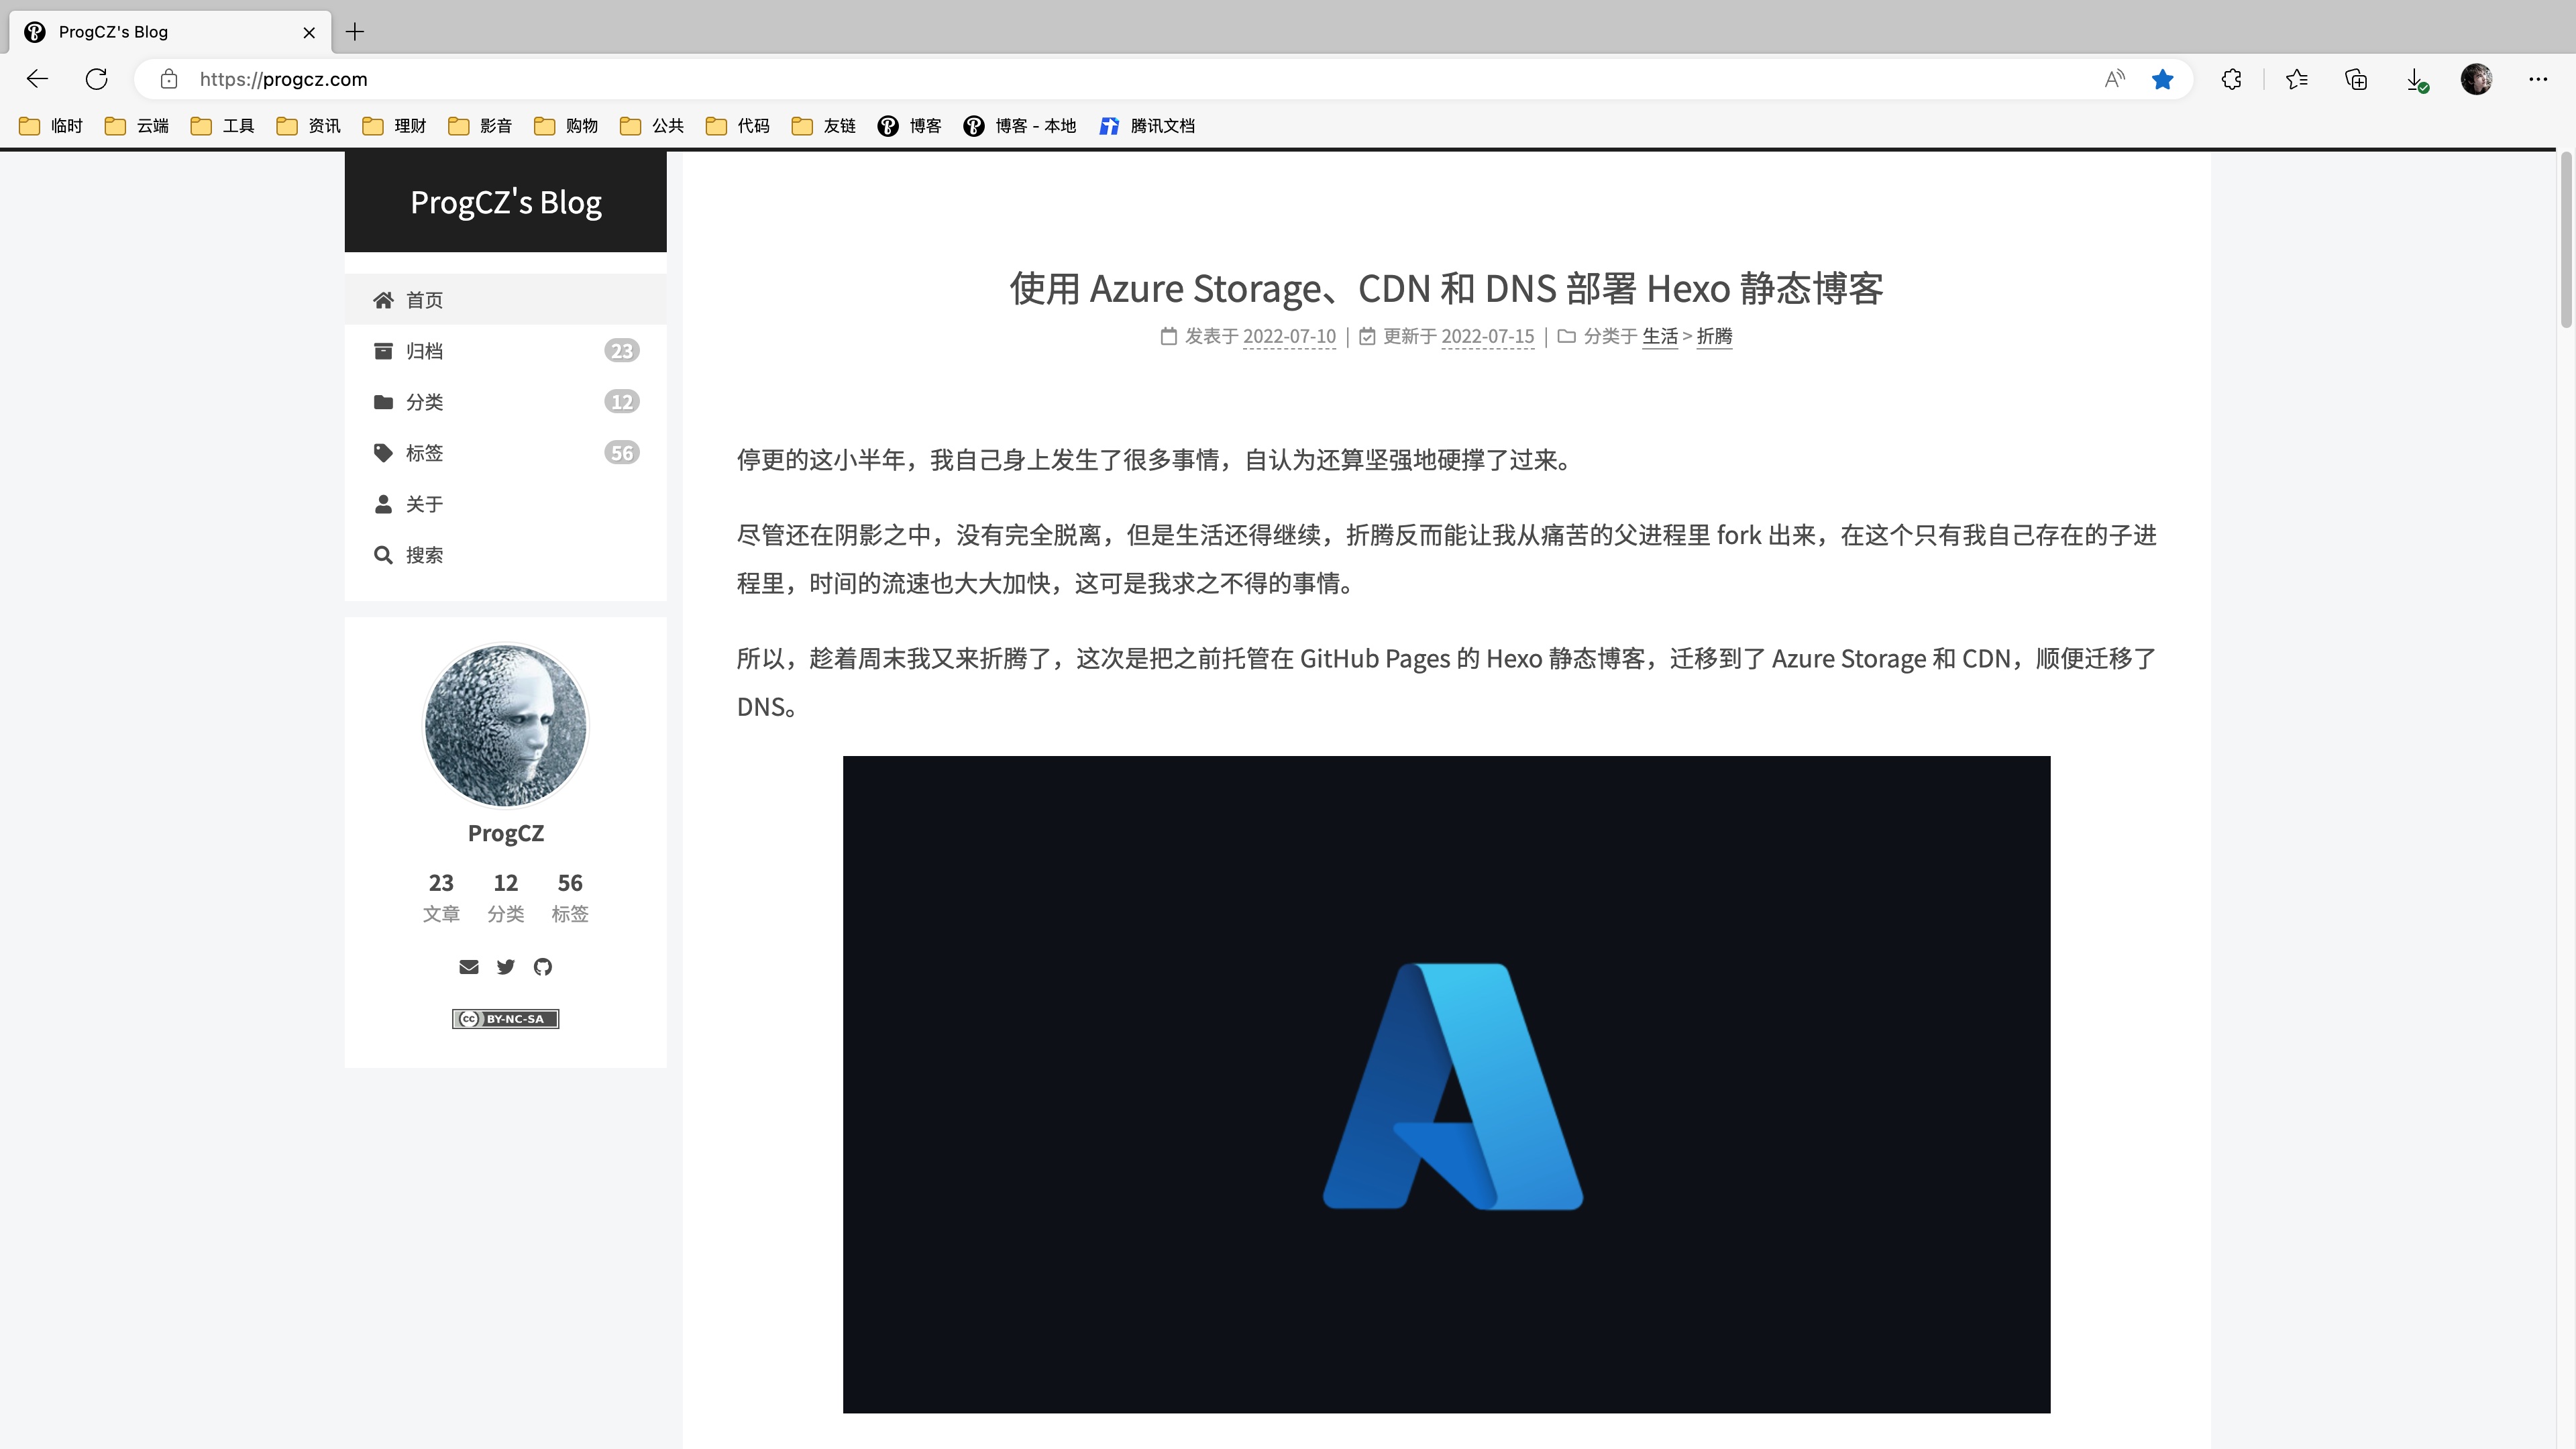 ProgCZ's Blog
https://progcz.com
临时 云端 工具 资讯 理财 影音 购物 公共 代码 友链 博客 博客 - 本地 腾讯文档
ProgCZ's Blog
首页
归档 23
分类 12
标签 56
关于
搜索
ProgCZ
23 12 56
文章 分类 标签
cc BY-NC-SA
使用 Azure Storage、CDN 和 DNS 部署 Hexo 静态博客
发表于 2022-07-10 | 更新于 2022-07-15 | 分类于 生活 > 折腾
停更的这小半年，我自己身上发生了很多事情，自认为还算坚强地硬撑了过来。
尽管还在阴影之中，没有完全脱离，但是生活还得继续，折腾反而能让我从痛苦的父进程里 fork 出来，在这个只有我自己存在的子进
程里，时间的流速也大大加快，这可是我求之不得的事情。
所以，趁着周末我又来折腾了，这次是把之前托管在 GitHub Pages 的 Hexo 静态博客，迁移到了 Azure Storage 和 CDN，顺便迁移了
DNS。